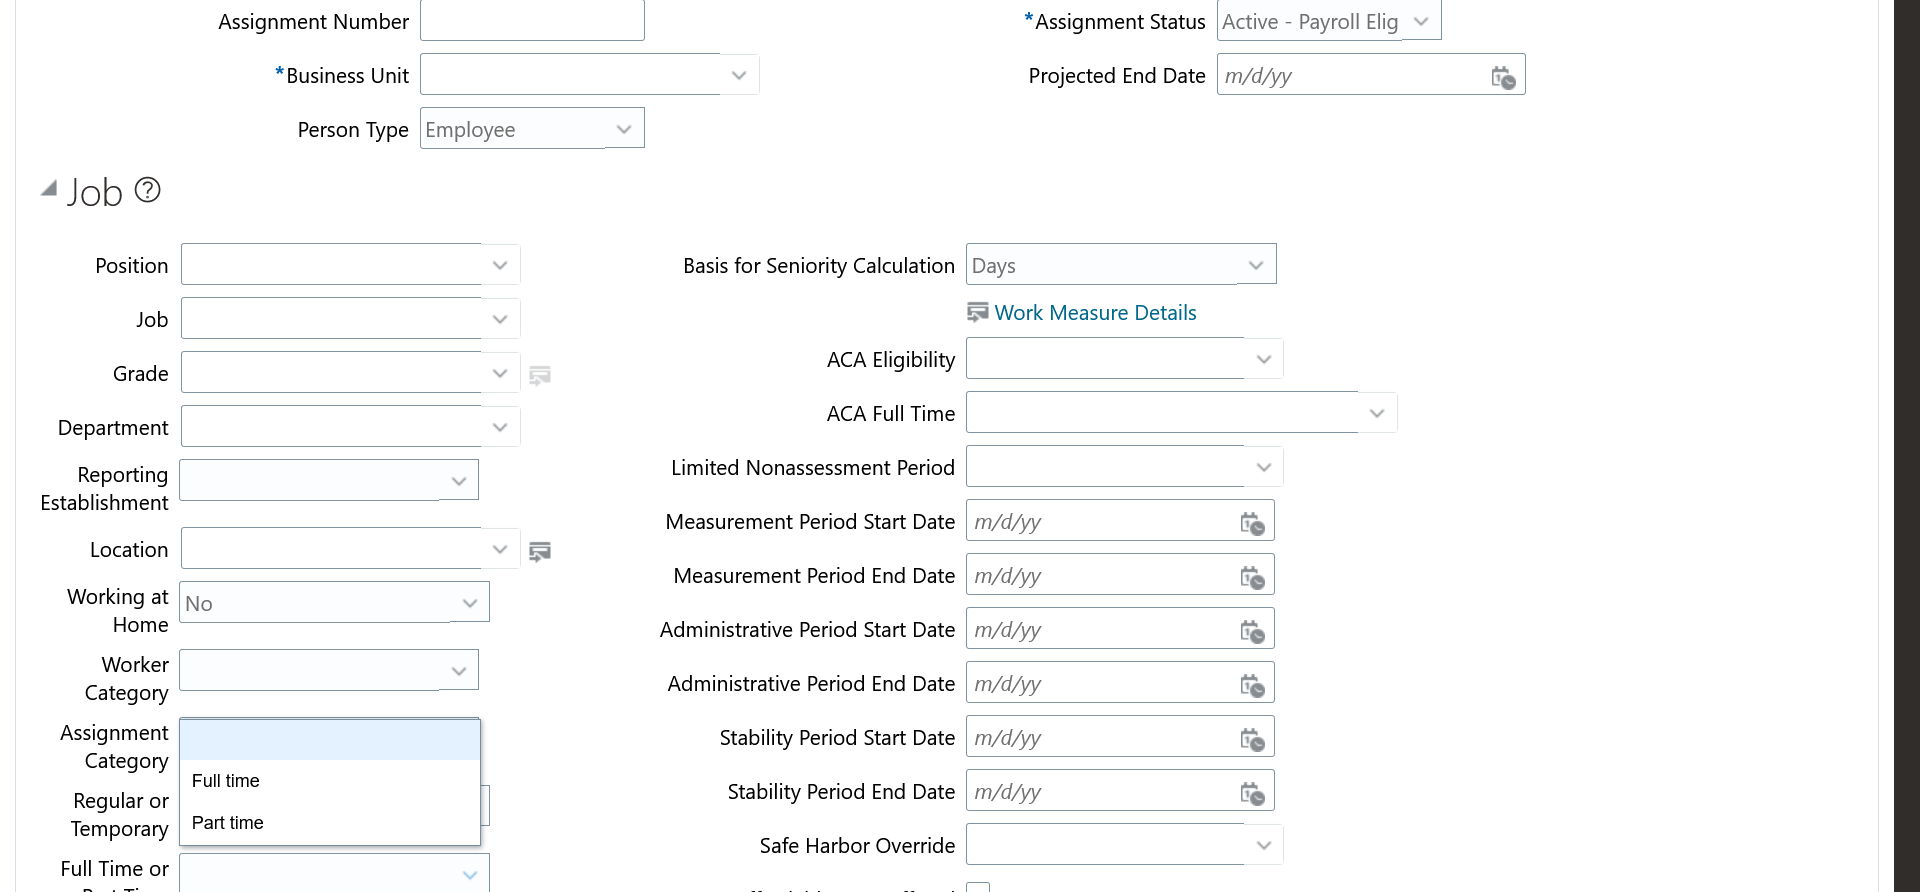 Assignment Number
*Assignment Status Active - Payroll Elig
*Business Unit
Projected End Date m/d/yy
Person Type Employee
Job ?
Position
Job
Grade
Department
Reporting
Establishment
Location
Working at
Home
No
Worker
Category
Assignment
Category
Full time
Part time
Regular or
Temporary
Full Time or
Basis for Seniority Calculation Days
Work Measure Details
ACA Eligibility
ACA Full Time
Limited Nonassessment Period
Measurement Period Start Date m/d/yy
Measurement Period End Date m/d/yy
Administrative Period Start Date m/d/yy
Administrative Period End Date m/d/yy
Stability Period Start Date m/d/yy
Stability Period End Date m/d/yy
Safe Harbor Override